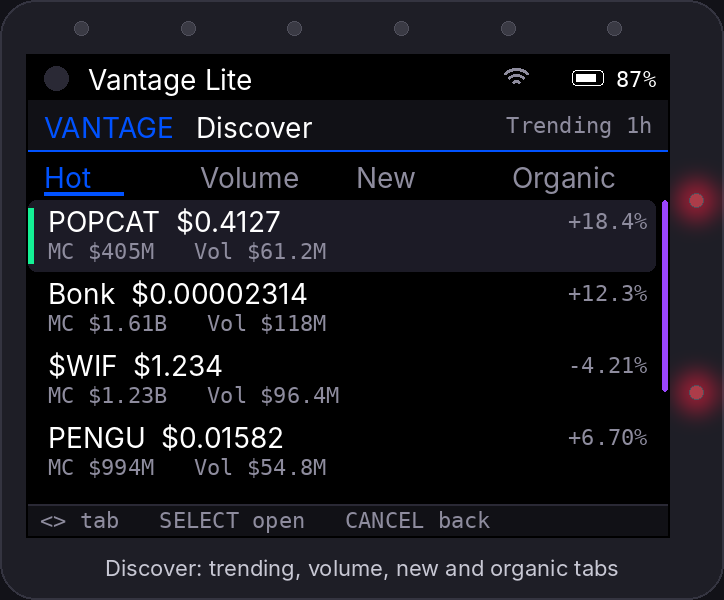 Vantage Lite 87%
VANTAGE Discover Trending 1h
Hot Volume New Organic
POPCAT $0.4127 +18.4%
MC $405M Vol $61.2M
Bonk $0.00002314 +12.3%
MC $1.61B Vol $118M
$WIF $1.234 -4.21%
MC $1.23B Vol $96.4M
PENGU $0.01582 +6.70%
MC $994M Vol $54.8M
<> tab SELECT open CANCEL back
Discover: trending, volume, new and organic tabs